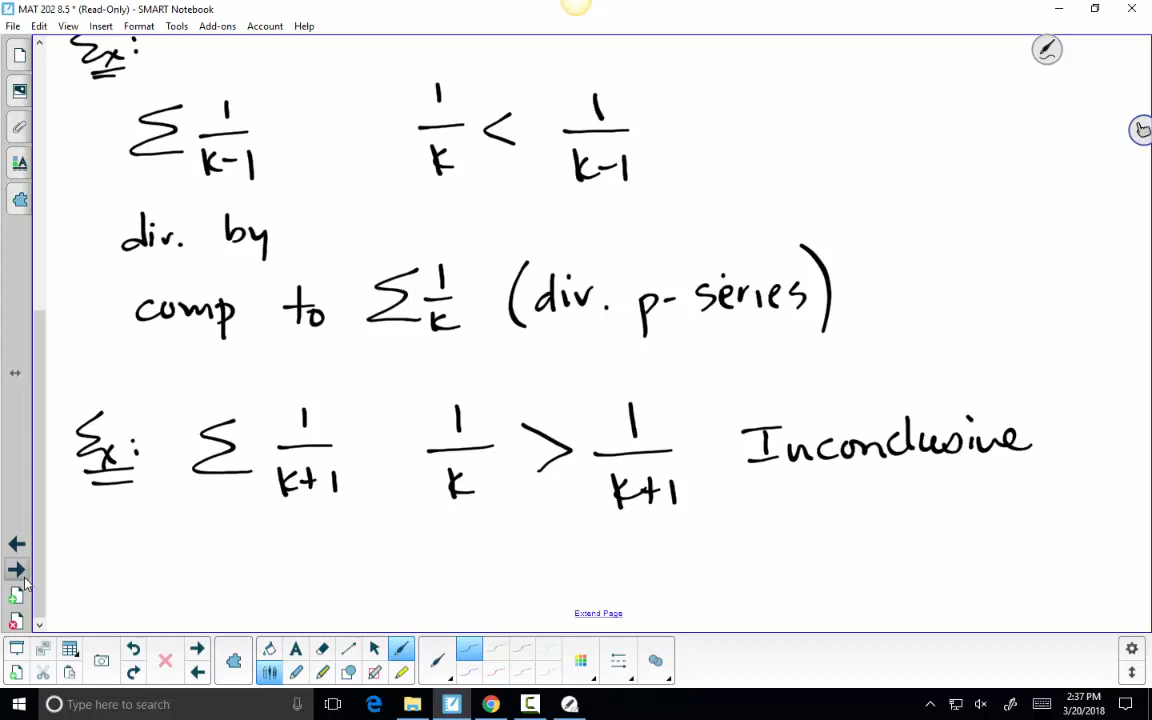 MAT 202 8.5 * (Read-Only) - SMART Notebook
File Edit View Insert Format Tools Add-ons Account Help
Ex:
∑ 1/(k-1) 1/k < 1/(k-1)
div. by
comp to ∑ 1/k (div. p-series)
Ex: ∑ 1/(k+1) 1/k > 1/(k+1) Inconclusive
Extend Page
Type here to search
2:37 PM
3/20/2018